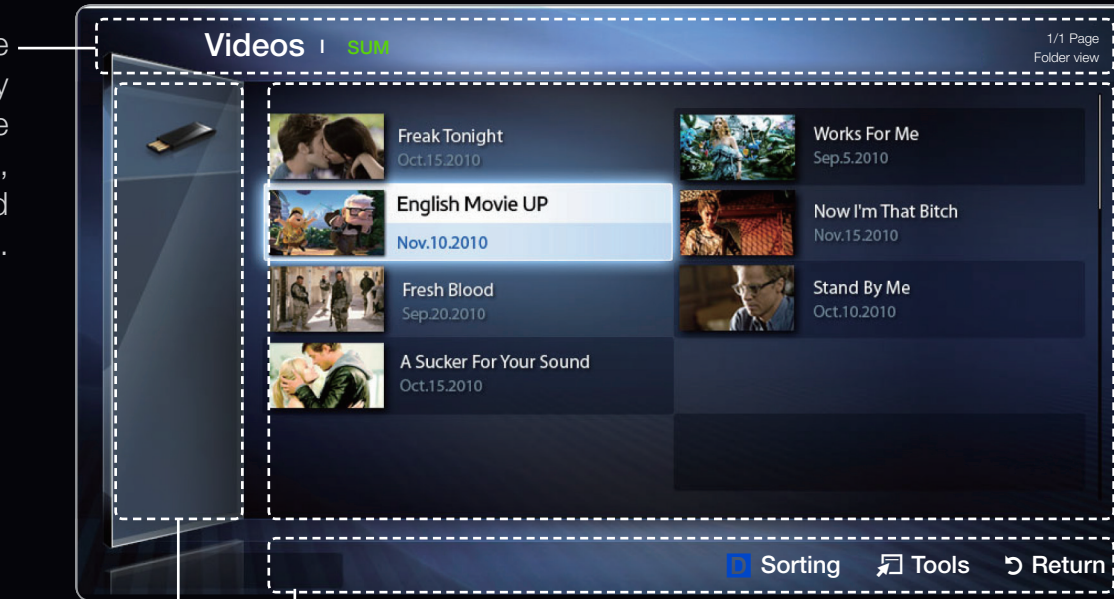 e
y
e
,
d
.
Videos I SUM
1/1 Page
Folder view
Freak Tonight
Oct.15.2010
English Movie UP
Nov.10.2010
Fresh Blood
Sep.20.2010
A Sucker For Your Sound
Oct.15.2010
Works For Me
Sep.5.2010
Now I'm That Bitch
Nov.15.2010
Stand By Me
Oct.10.2010
D Sorting Tools Return